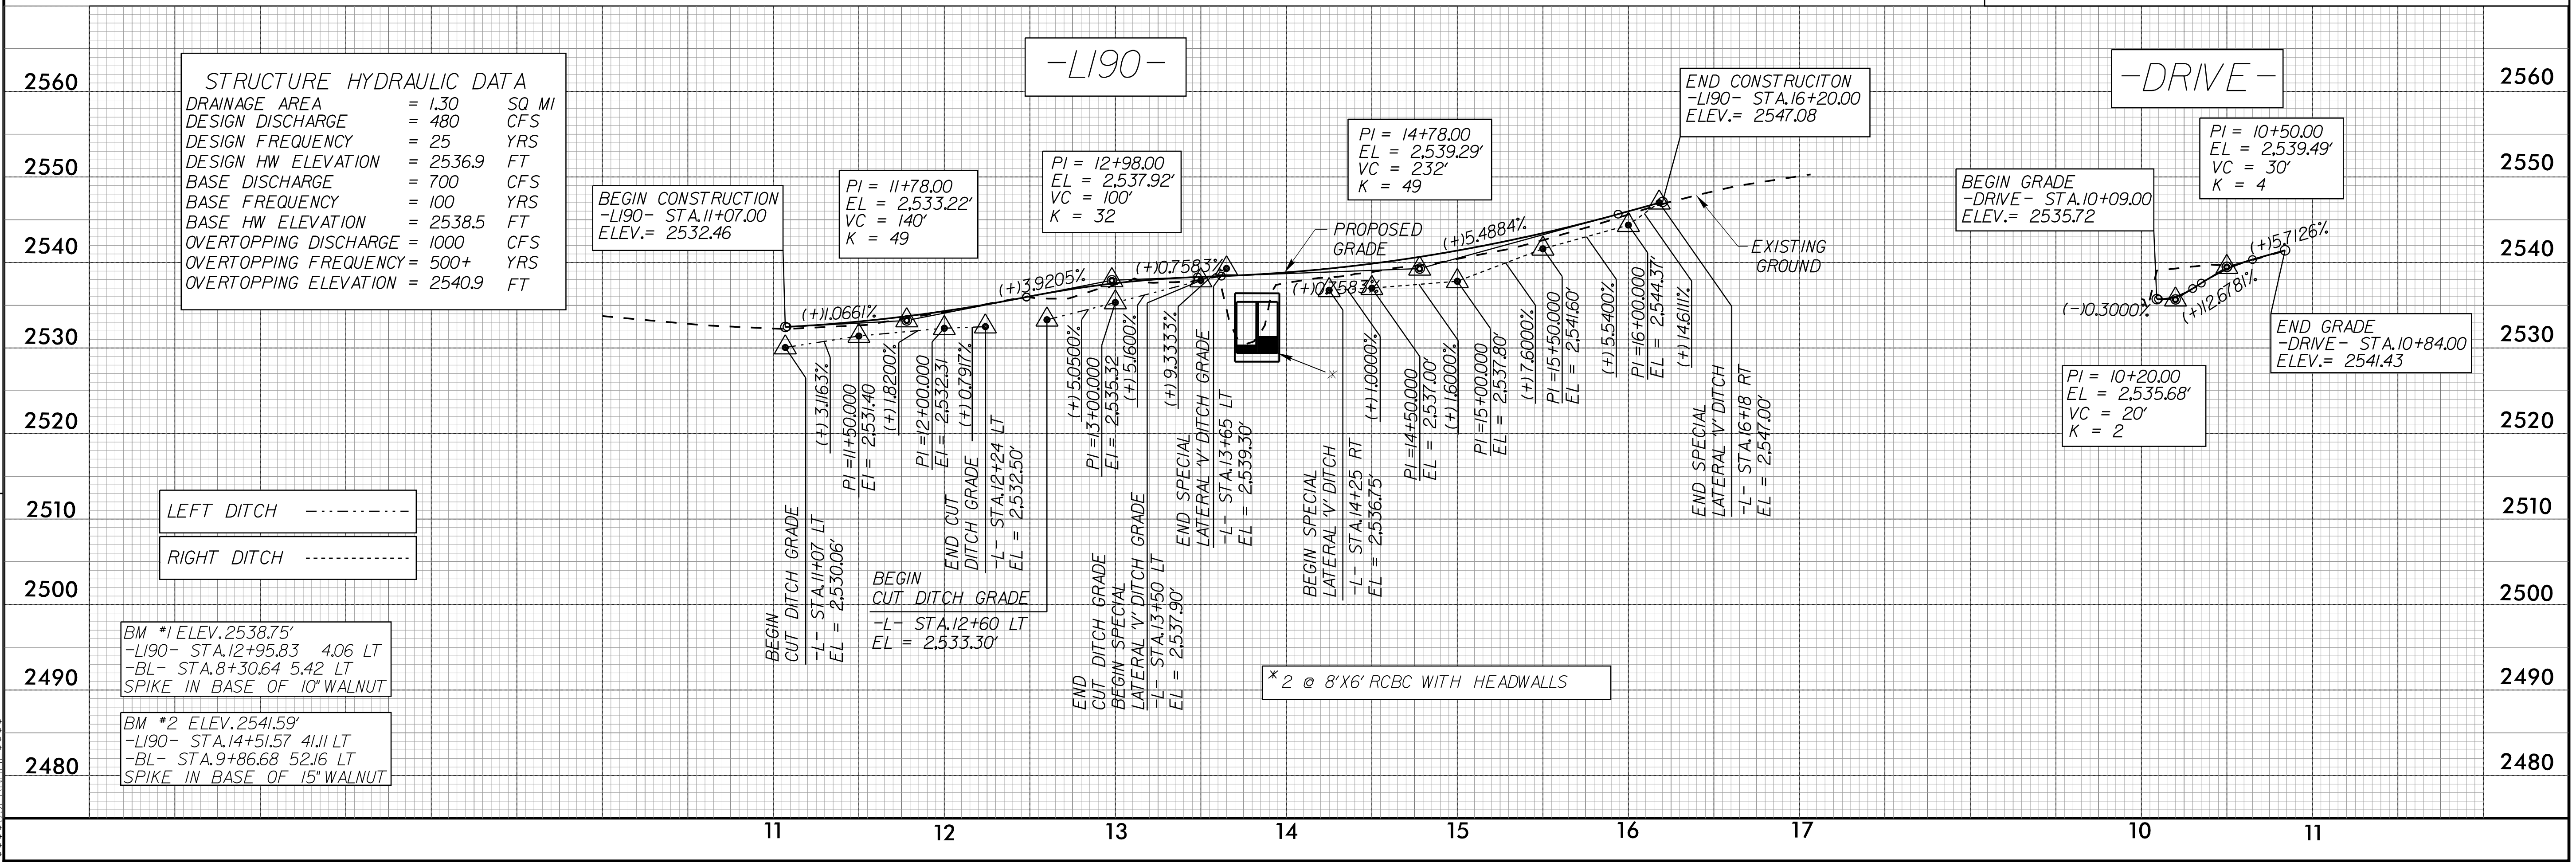 2560
2550
2540
2530
2520
2510
2500
2490
2480
STRUCTURE HYDRAULIC DATA
DRAINAGE AREA = 1.30 SQ MI
DESIGN DISCHARGE = 480 CFS
DESIGN FREQUENCY = 25 YRS
DESIGN HW ELEVATION = 2536.9 FT
BASE DISCHARGE = 700 CFS
BASE FREQUENCY = 100 YRS
BASE HW ELEVATION = 2538.5 FT
OVERTOPPING DISCHARGE = 1000 CFS
OVERTOPPING FREQUENCY = 500+ YRS
OVERTOPPING ELEVATION = 2540.9 FT
LEFT DITCH
RIGHT DITCH
BM #1 ELEV.2538.75'
-L190- STA.12+95.83 4.06 LT
-BL- STA.8+30.64 5.42 LT
SPIKE IN BASE OF 10" WALNUT
BM #2 ELEV.2541.59'
-L190- STA.14+51.57 41.11 LT
-BL- STA.9+86.68 52.16 LT
SPIKE IN BASE OF 15" WALNUT
-L190-
BEGIN CONSTRUCTION
-L190- STA.11+07.00
ELEV.= 2532.46
PI = 11+78.00
EL = 2,533.22'
VC = 140'
K = 49
PI = 12+98.00
EL = 2,537.92'
VC = 100'
K = 32
PI = 14+78.00
EL = 2,539.29'
VC = 232'
K = 49
END CONSTRUCITON
-L190- STA.16+20.00
ELEV.= 2547.08
PROPOSED
GRADE
EXISTING
GROUND
(+)1.0661%
(+)3.9205%
(+)0.7583%
(+)0.7583%
(+)5.4884%
BEGIN
CUT DITCH GRADE
-L- STA.11+07 LT
EL = 2,530.06'
(+)3.1163%
PI =11+50.000
El = 2,531.40
(+)1.8200%
PI =12+00.000
El = 2,532.31
(+)0.7917%
END CUT
DITCH GRADE
-L- STA.12+24 LT
EL = 2,532.50'
BEGIN
CUT DITCH GRADE
-L- STA.12+60 LT
EL = 2,533.30'
(+)5.0500%
PI =13+00.000
El = 2,535.32
(+)5.1600%
END
CUT DITCH GRADE
BEGIN SPECIAL
LATERAL 'V' DITCH GRADE
-L- STA.13+50 LT
EL = 2,537.90'
(+)9.3333%
END SPECIAL
LATERAL 'V' DITCH GRADE
-L- STA.13+65 LT
EL = 2,539.30'
*
BEGIN SPECIAL
LATERAL 'V' DITCH
-L- STA.14+25 RT
EL = 2,536.75'
(+)1.0000%
PI =14+50.000
EL = 2,537.00'
(+)1.6000%
PI =15+00.000
EL = 2,537.80'
(+)7.6000%
PI =15+50.000
EL = 2,541.60'
(+)5.5400%
PI =16+00.000
EL = 2,544.37'
(+)14.6111%
END SPECIAL
LATERAL 'V' DITCH
-L- STA.16+18 RT
EL = 2,547.00'
* 2 @ 8'X6' RCBC WITH HEADWALLS
-DRIVE-
BEGIN GRADE
-DRIVE- STA.10+09.00
ELEV.= 2535.72
PI = 10+50.00
EL = 2,539.49'
VC = 30'
K = 4
(-)0.3000%
(+)12.6781%
(+)5.7126%
END GRADE
-DRIVE- STA.10+84.00
ELEV.= 2541.43
PI = 10+20.00
EL = 2,535.68'
VC = 20'
K = 2
2560
2550
2540
2530
2520
2510
2500
2490
2480
11 12 13 14 15 16 17 10 11